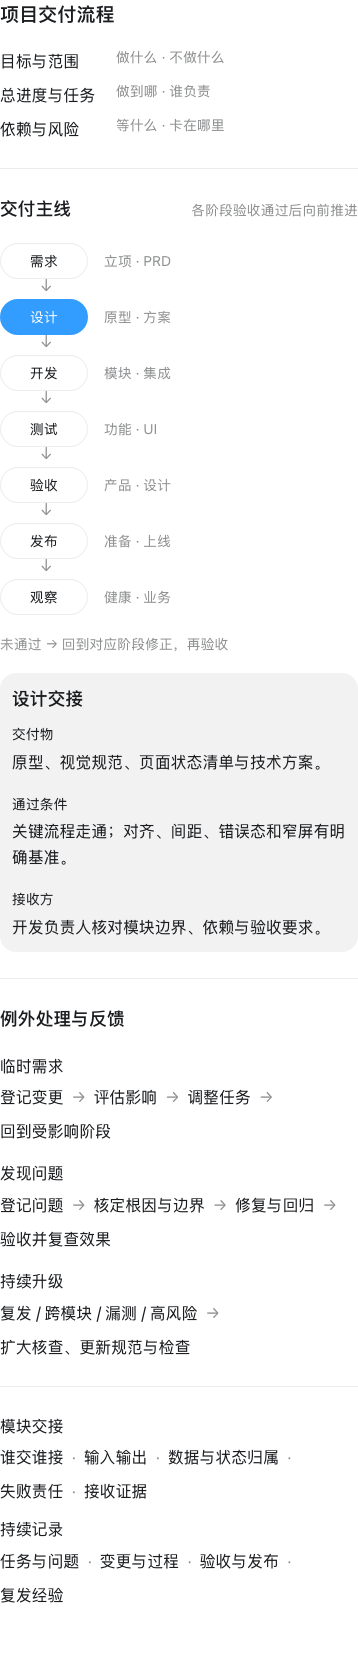 项目交付流程
目标与范围 做什么 · 不做什么
总进度与任务 做到哪 · 谁负责
依赖与风险 等什么 · 卡在哪里
交付主线 各阶段验收通过后向前推进
需求 立项 · PRD
↓
设计 原型 · 方案
↓
开发 模块 · 集成
↓
测试 功能 · UI
↓
验收 产品 · 设计
↓
发布 准备 · 上线
↓
观察 健康 · 业务
未通过 → 回到对应阶段修正，再验收
设计交接
交付物
原型、视觉规范、页面状态清单与技术方案。
通过条件
关键流程走通；对齐、间距、错误态和窄屏有明
确基准。
接收方
开发负责人核对模块边界、依赖与验收要求。
例外处理与反馈
临时需求
登记变更 → 评估影响 → 调整任务 →
回到受影响阶段
发现问题
登记问题 → 核定根因与边界 → 修复与回归 →
验收并复查效果
持续升级
复发 / 跨模块 / 漏测 / 高风险 →
扩大核查、更新规范与检查
模块交接
谁交谁接 · 输入输出 · 数据与状态归属 ·
失败责任 · 接收证据
持续记录
任务与问题 · 变更与过程 · 验收与发布 ·
复发经验